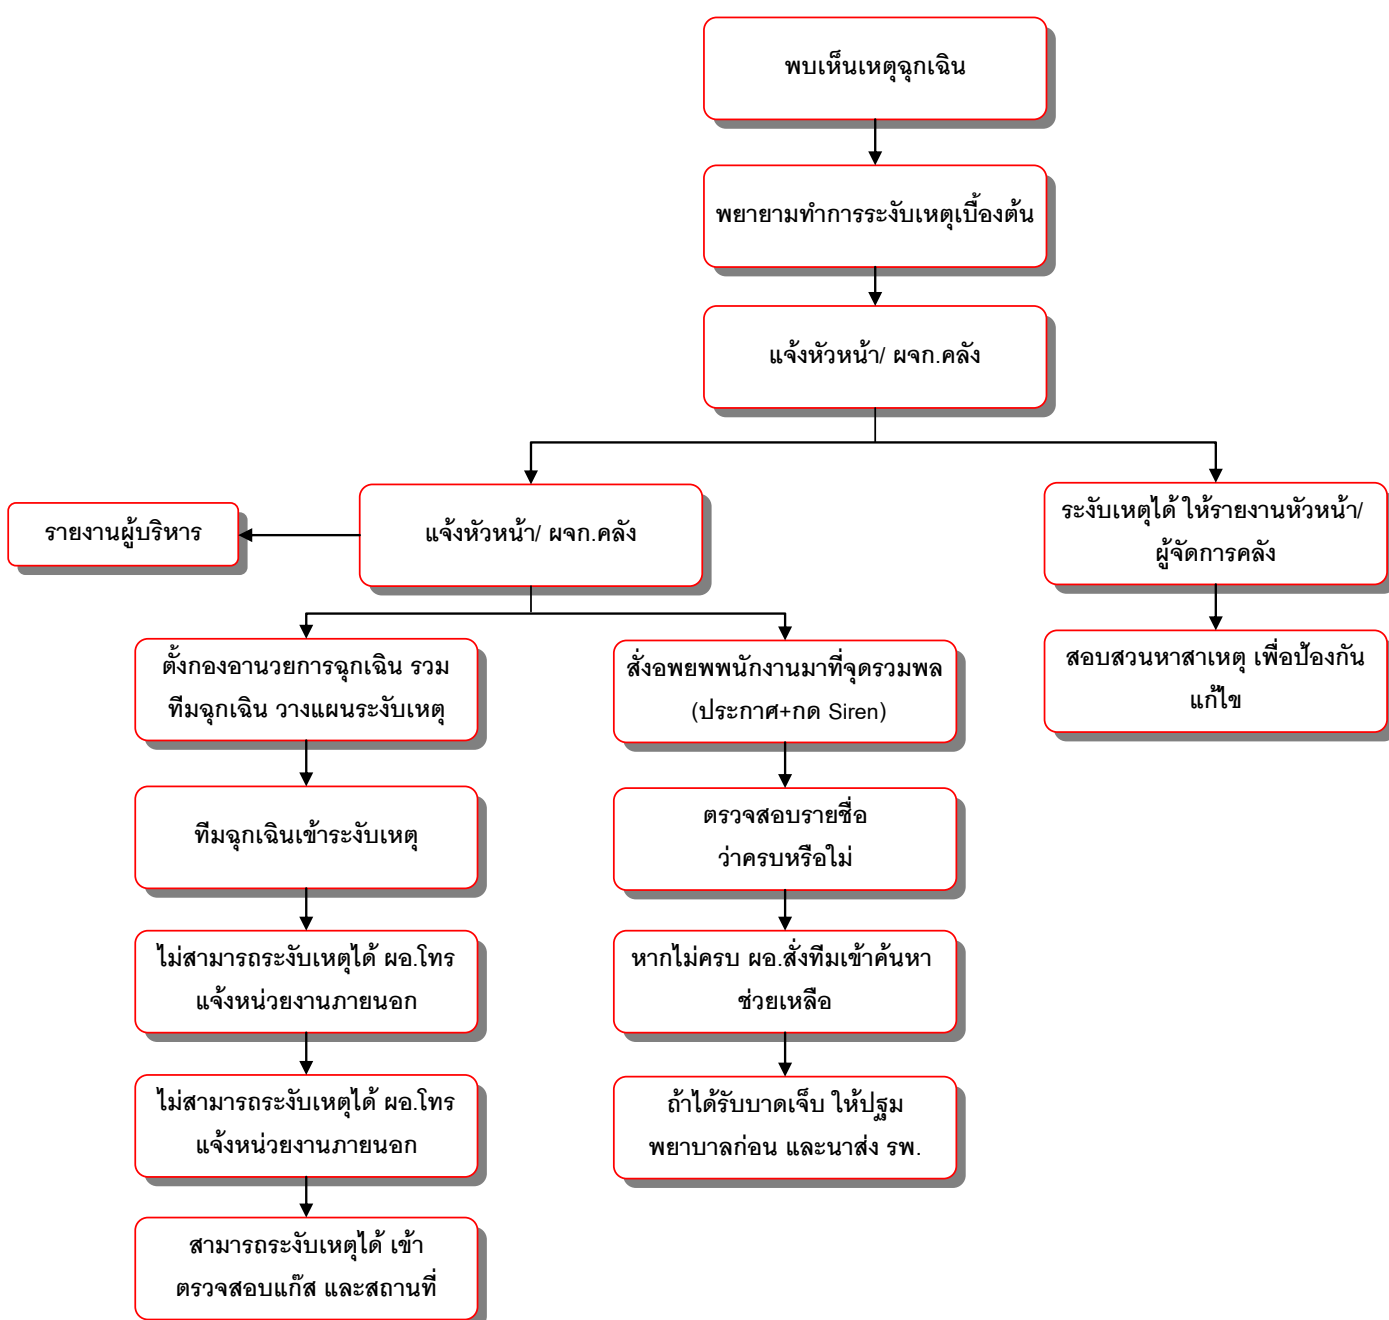 พบเห็นเหตุฉุกเฉิน
พยายามทำการระงับเหตุเบื้องต้น
แจ้งหัวหน้า/ ผจก.คลัง
รายงานผู้บริหาร
แจ้งหัวหน้า/ ผจก.คลัง
ระงับเหตุได้ ให้รายงานหัวหน้า/
ผู้จัดการคลัง
ตั้งกองอานวยการฉุกเฉิน รวม
ทีมฉุกเฉิน วางแผนระงับเหตุ
สั่งอพยพพนักงานมาที่จุดรวมพล
(ประกาศ+กด Siren)
สอบสวนหาสาเหตุ เพื่อป้องกัน
แก้ไข
ทีมฉุกเฉินเข้าระงับเหตุ
ตรวจสอบรายชื่อ
ว่าครบหรือใม่
ไม่สามารถระงับเหตุได้ ผอ.โทร
แจ้งหน่วยงานภายนอก
หากไม่ครบ ผอ.สั่งทีมเข้าค้นหา
ช่วยเหลือ
ไม่สามารถระงับเหตุได้ ผอ.โทร
แจ้งหน่วยงานภายนอก
ถ้าได้รับบาดเจ็บ ให้ปฐม
พยาบาลก่อน และนาส่ง รพ.
สามารถระงับเหตุได้ เข้า
ตรวจสอบแก๊ส และสถานที่